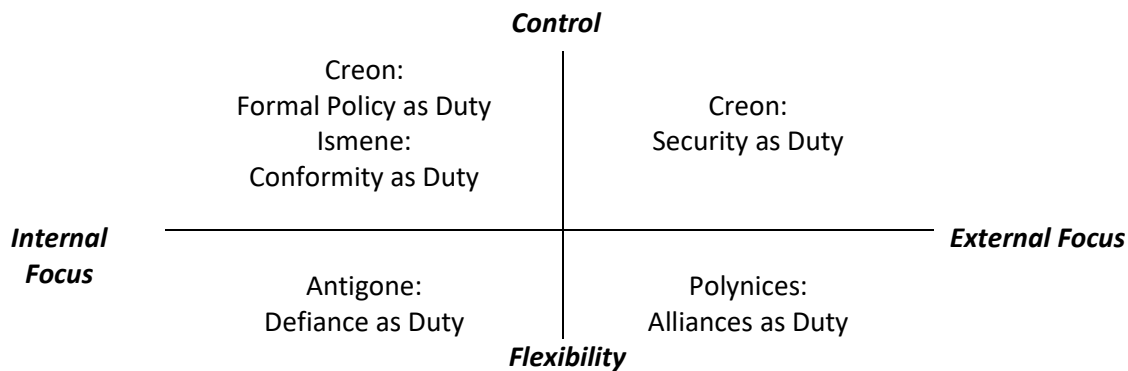 Control
Creon:
Formal Policy as Duty
Ismene:
Conformity as Duty
Creon:
Security as Duty
Internal
Focus
External Focus
Antigone:
Defiance as Duty
Polynices:
Alliances as Duty
Flexibility